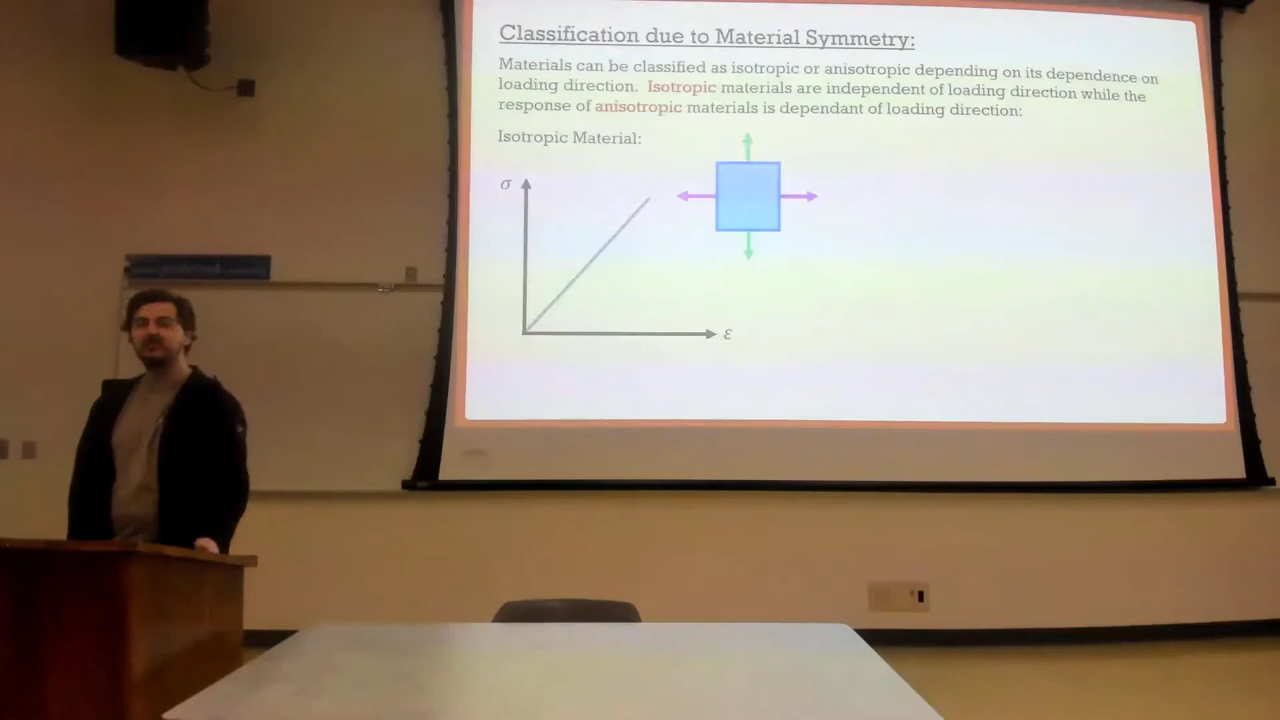 Classification due to Material Symmetry:
Materials can be classified as isotropic or anisotropic depending on its dependence on
loading direction. Isotropic materials are independent of loading direction while the
response of anisotropic materials is dependant of loading direction:
Isotropic Material:
σ
ε